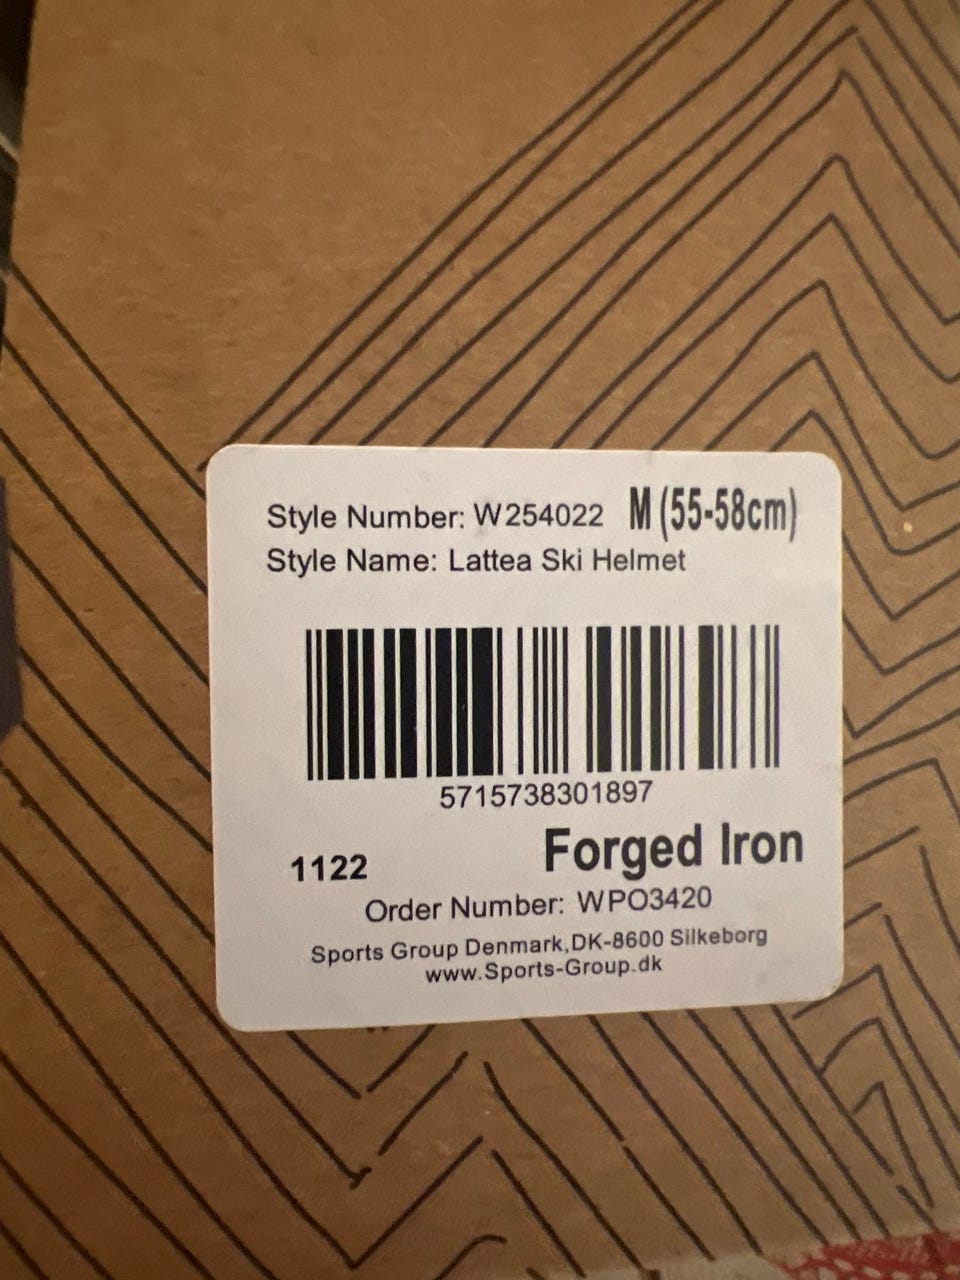 Style Number: W254022 M (55-58cm)
Style Name: Lattea Ski Helmet
5715738301897
1122 Forged Iron
Order Number: WPO3420
Sports Group Denmark,DK-8600 Silkeborg
www.Sports-Group.dk